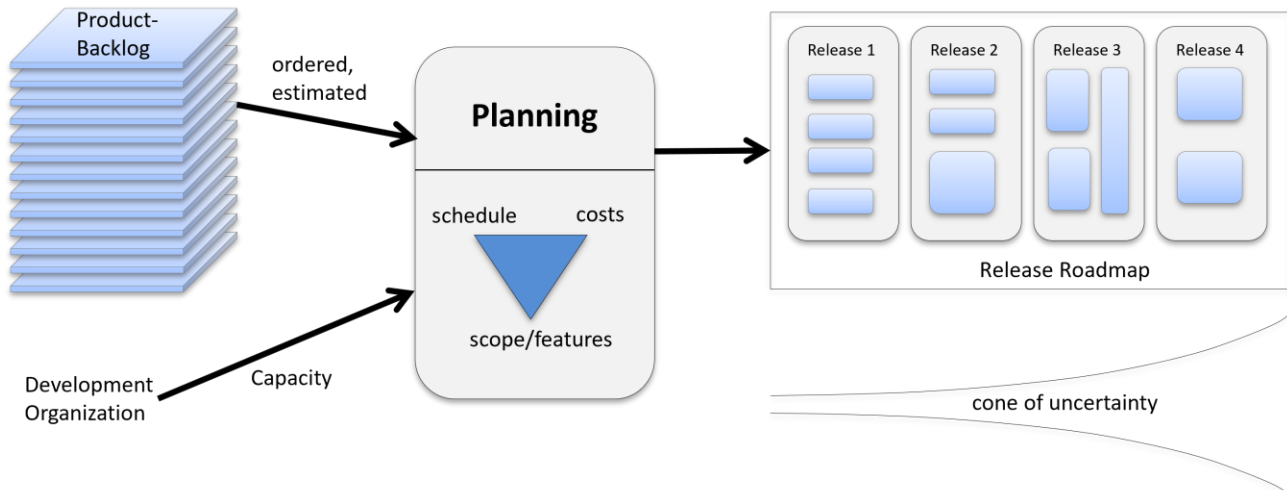 Product-
Backlog
ordered,
estimated
Planning
schedule
costs
scope/features
Development
Organization
Capacity
Release 1
Release 2
Release 3
Release 4
Release Roadmap
cone of uncertainty